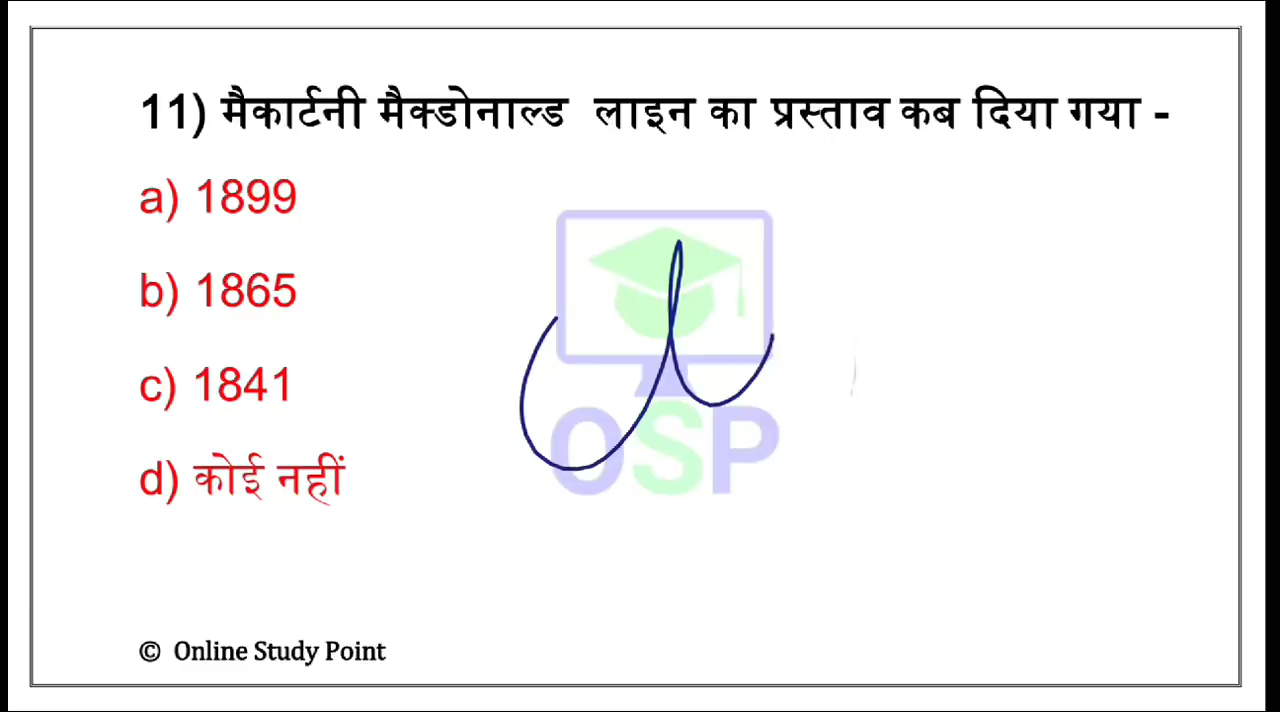 11) मैकार्टनी मैक्डोनाल्ड लाइन का प्रस्ताव कब दिया गया -
a) 1899
b) 1865
c) 1841
d) कोई नहीं
OSP
© Online Study Point